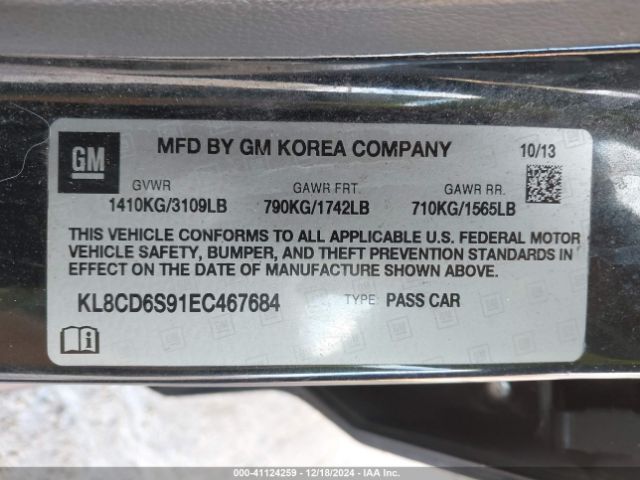 GM
MFD BY GM KOREA COMPANY 10/13
GVWR GAWR FRT. GAWR RR.
1410KG/3109LB 790KG/1742LB 710KG/1565LB
THIS VEHICLE CONFORMS TO ALL APPLICABLE U.S. FEDERAL MOTOR
VEHICLE SAFETY, BUMPER, AND THEFT PREVENTION STANDARDS IN
EFFECT ON THE DATE OF MANUFACTURE SHOWN ABOVE.
KL8CD6S91EC467684 TYPE: PASS CAR
000-41124259 | 12/18/2024 | IAA Inc.